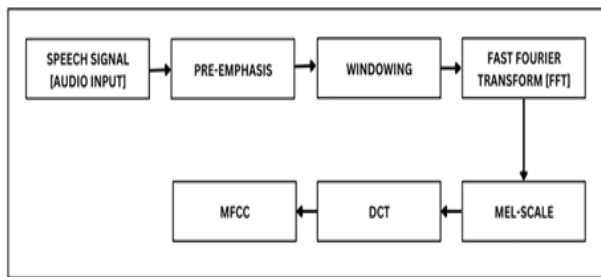 SPEECH SIGNAL
[AUDIO INPUT]
PRE-EMPHASIS
WINDOWING
FAST FOURIER
TRANSFORM [FFT]
MFCC
DCT
MEL-SCALE